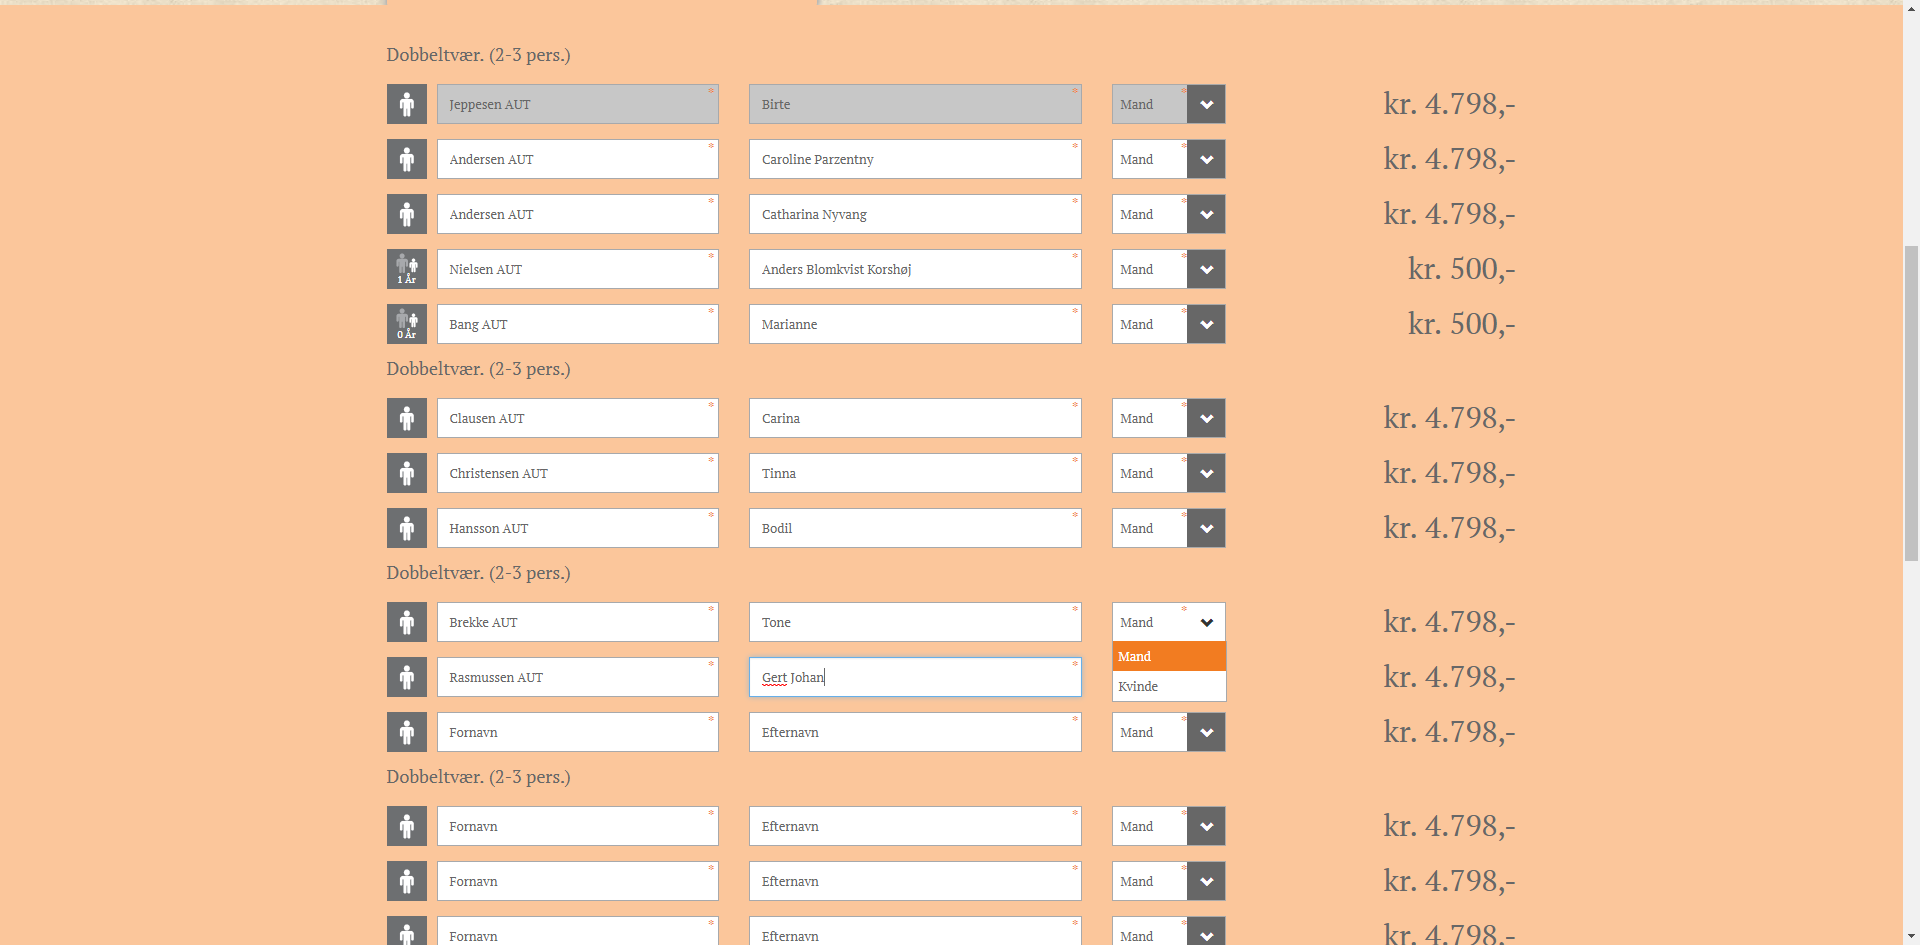 Dobbeltvær. (2-3 pers.)
Jeppesen AUT * Birte * Mand * kr. 4.798,-
Andersen AUT * Caroline Parzentny * Mand * kr. 4.798,-
Andersen AUT * Catharina Nyvang * Mand * kr. 4.798,-
1 År Nielsen AUT * Anders Blomkvist Korshøj * Mand * kr. 500,-
0 År Bang AUT * Marianne * Mand * kr. 500,-
Dobbeltvær. (2-3 pers.)
Clausen AUT * Carina * Mand * kr. 4.798,-
Christensen AUT * Tinna * Mand * kr. 4.798,-
Hansson AUT * Bodil * Mand * kr. 4.798,-
Dobbeltvær. (2-3 pers.)
Brekke AUT * Tone * Mand * kr. 4.798,-
Mand
Rasmussen AUT * Gert Johan * kr. 4.798,-
Kvinde
Fornavn * Efternavn * Mand * kr. 4.798,-
Dobbeltvær. (2-3 pers.)
Fornavn * Efternavn * Mand * kr. 4.798,-
Fornavn * Efternavn * Mand * kr. 4.798,-
Fornavn * Efternavn * Mand * kr. 4.798,-